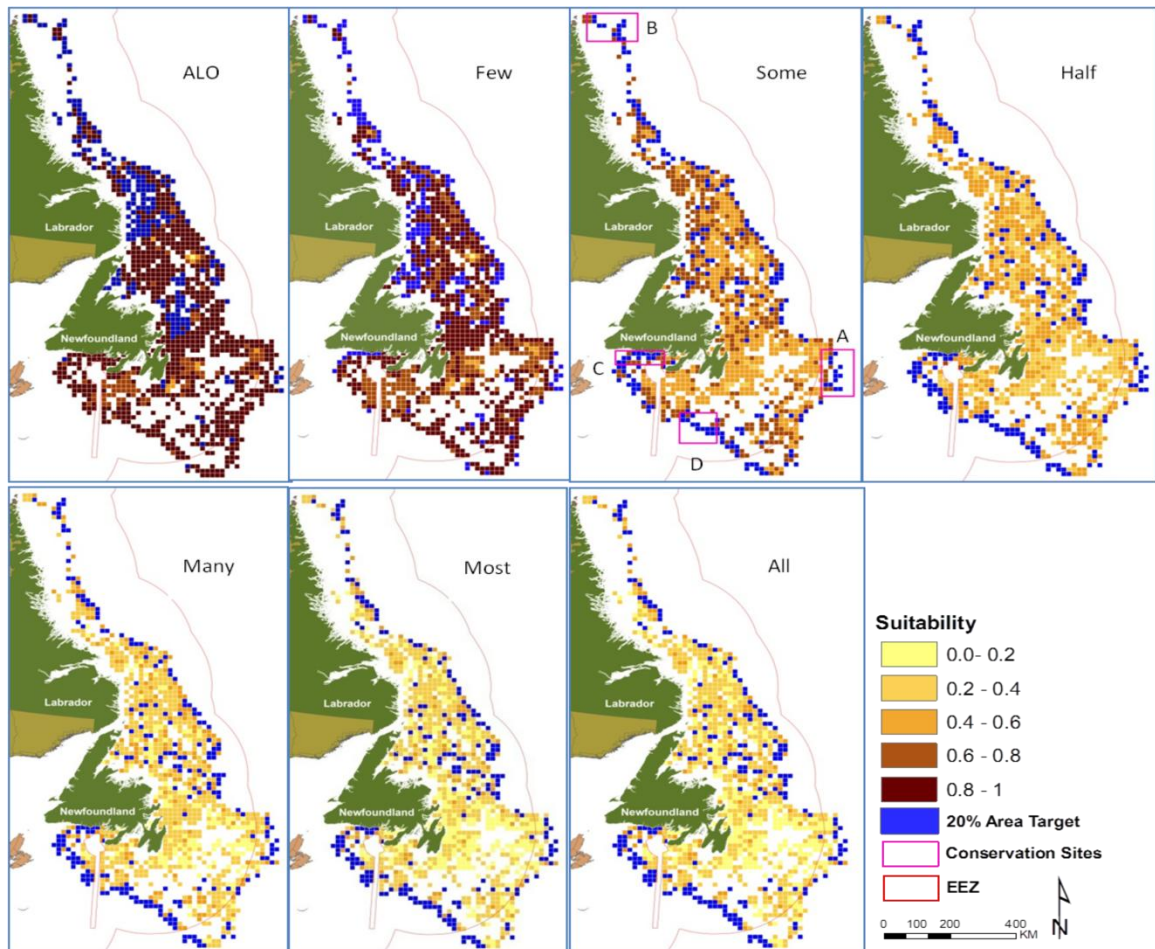 ALO
Labrador
Newfoundland
Few
Labrador
Newfoundland
Some
B
Labrador
Newfoundland
A
C
D
Half
Labrador
Newfoundland
Many
Labrador
Newfoundland
Most
Labrador
Newfoundland
All
Labrador
Newfoundland
Suitability
0.0- 0.2
0.2 - 0.4
0.4 - 0.6
0.6 - 0.8
0.8 - 1
20% Area Target
Conservation Sites
EEZ
N
0 100 200 400
KM